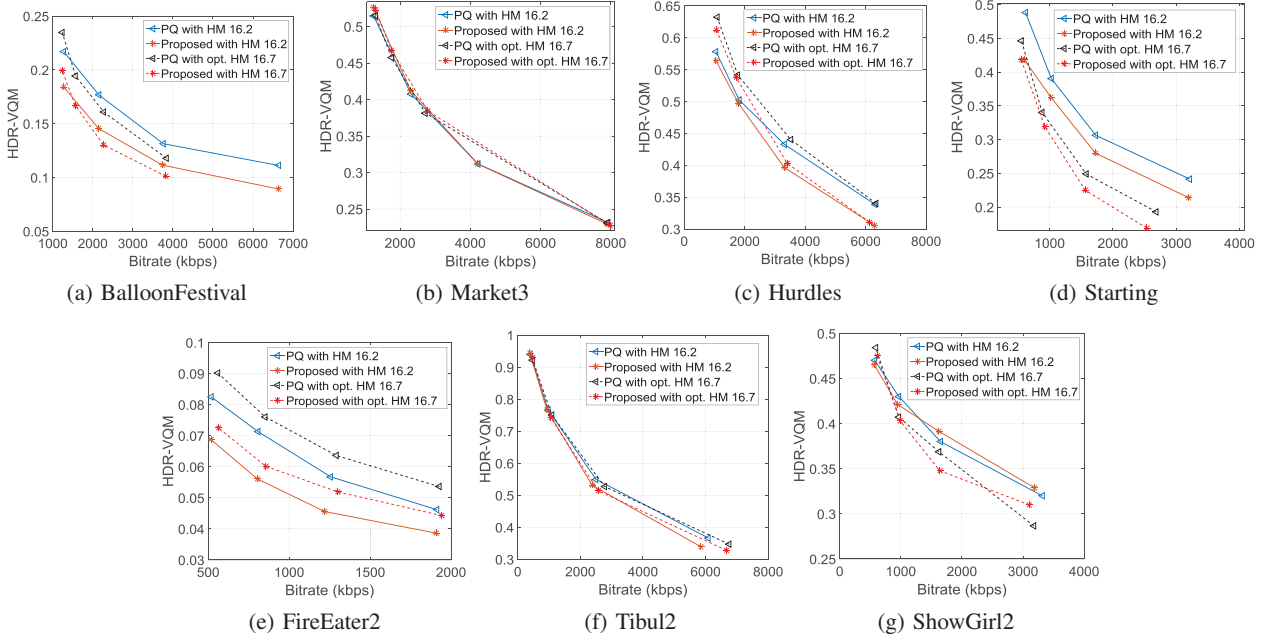 0.25
0.2
0.15
0.1
0.05
HDR-VQM
PQ with HM 16.2
Proposed with HM 16.2
PQ with opt. HM 16.7
Proposed with opt. HM 16.7
1000 2000 3000 4000 5000 6000 7000
Bitrate (kbps)
(a) BalloonFestival
0.5
0.45
0.4
0.35
0.3
0.25
HDR-VQM
PQ with HM 16.2
Proposed with HM 16.2
PQ with opt. HM 16.7
Proposed with opt. HM 16.7
2000 4000 6000 8000
Bitrate (kbps)
(b) Market3
0.65
0.6
0.55
0.5
0.45
0.4
0.35
0.3
HDR-VQM
PQ with HM 16.2
Proposed with HM 16.2
PQ with opt. HM 16.7
Proposed with opt. HM 16.7
0 2000 4000 6000 8000
Bitrate (kbps)
(c) Hurdles
0.5
0.45
0.4
0.35
0.3
0.25
0.2
HDR-VQM
PQ with HM 16.2
Proposed with HM 16.2
PQ with opt. HM 16.7
Proposed with opt. HM 16.7
1000 2000 3000 4000
Bitrate (kbps)
(d) Starting
0.1
0.09
0.08
0.07
0.06
0.05
0.04
0.03
HDR-VQM
PQ with HM 16.2
Proposed with HM 16.2
PQ with opt. HM 16.7
Proposed with opt. HM 16.7
500 1000 1500 2000
Bitrate (kbps)
(e) FireEater2
1
0.9
0.8
0.7
0.6
0.5
0.4
0.3
HDR-VQM
PQ with HM 16.2
Proposed with HM 16.2
PQ with opt. HM 16.7
Proposed with opt. HM 16.7
0 2000 4000 6000 8000
Bitrate (kbps)
(f) Tibul2
0.5
0.45
0.4
0.35
0.3
0.25
HDR-VQM
PQ with HM 16.2
Proposed with HM 16.2
PQ with opt. HM 16.7
Proposed with opt. HM 16.7
0 1000 2000 3000 4000
Bitrate (kbps)
(g) ShowGirl2